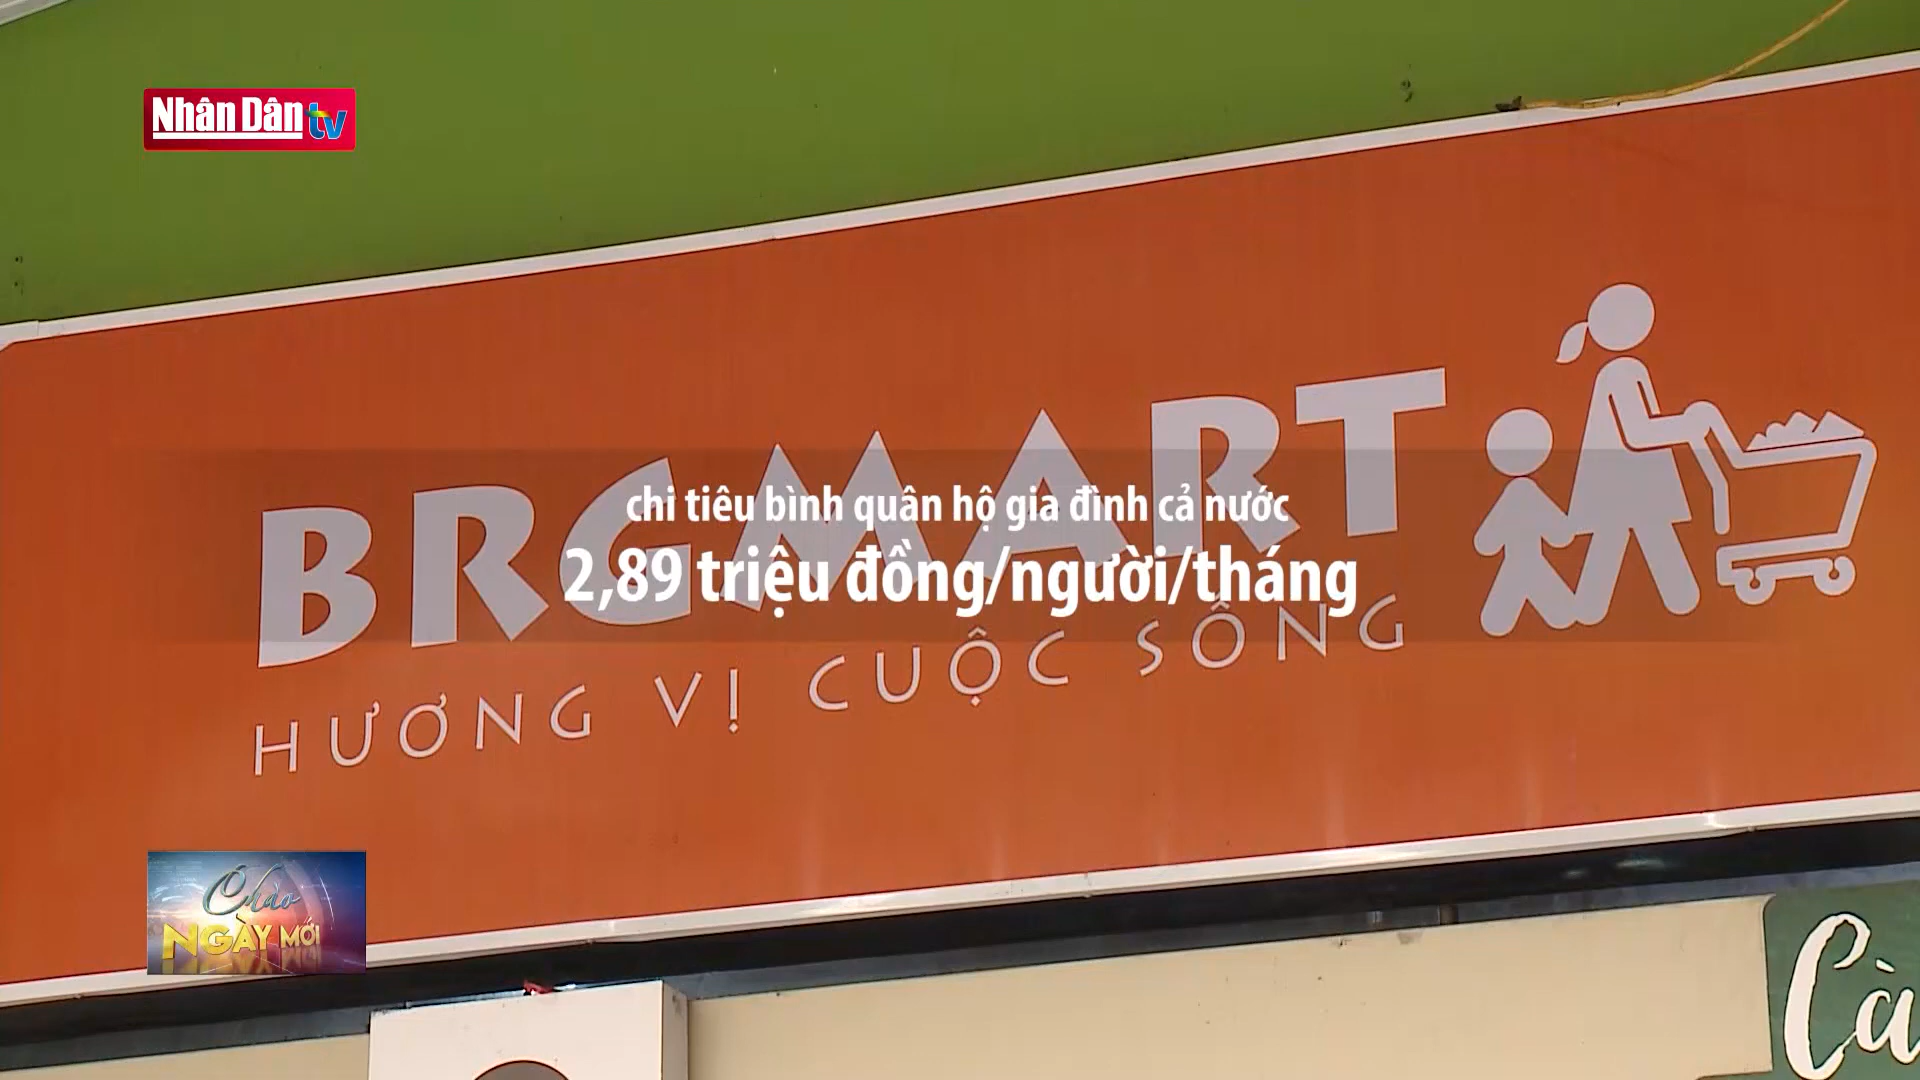 Nhân Dân tv
chi tiêu bình quân hộ gia đình cả nước
2,89 triệu đồng/người/tháng
BRGMART
HƯƠNG VỊ CUỘC SỐNG
Chào
NGÀY MỚI
Cà